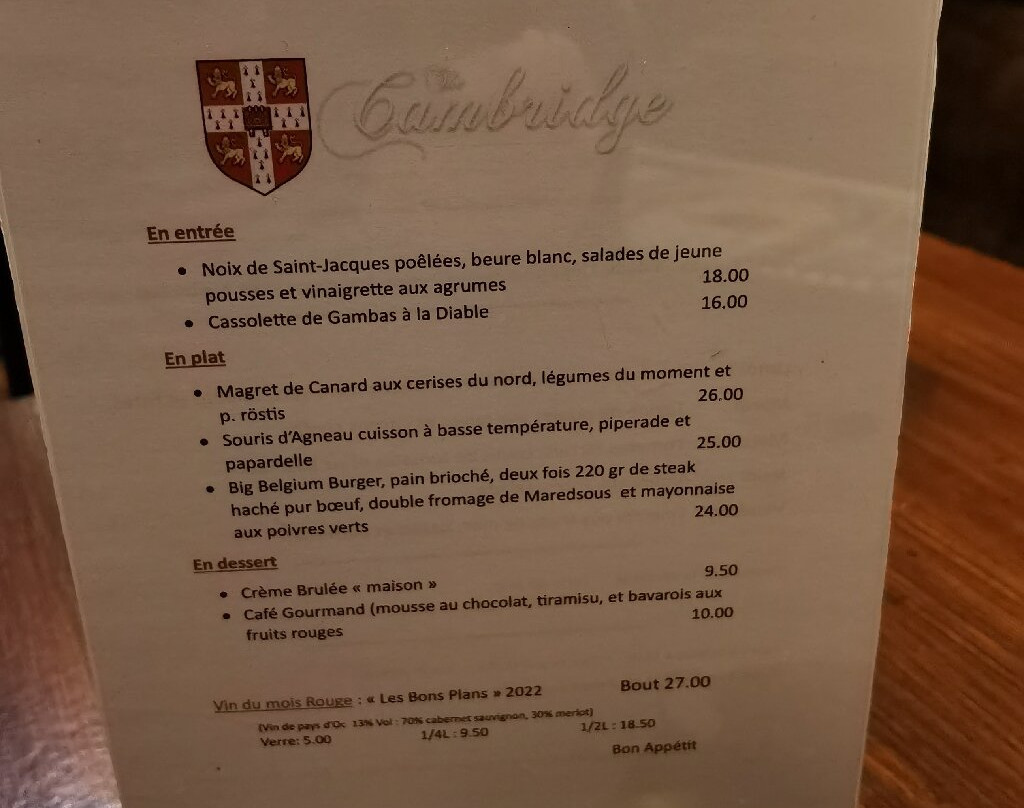 The
Cambridge
En entrée
• Noix de Saint-Jacques poêlées, beure blanc, salades de jeune
pousses et vinaigrette aux agrumes 18.00
• Cassolette de Gambas à la Diable 16.00
En plat
• Magret de Canard aux cerises du nord, légumes du moment et
p. röstis 26.00
• Souris d'Agneau cuisson à basse température, piperade et
papardelle 25.00
• Big Belgium Burger, pain brioché, deux fois 220 gr de steak
haché pur bœuf, double fromage de Maredsous et mayonnaise
aux poivres verts 24.00
En dessert
• Crème Brulée « maison » 9.50
• Café Gourmand (mousse au chocolat, tiramisu, et bavarois aux
fruits rouges 10.00
Vin du mois Rouge : « Les Bons Plans » 2022 Bout 27.00
(Vin de pays d'Oc 13% Vol : 70% cabernet sauvignon, 30% merlot)
Verre: 5.00 1/4L : 9.50 1/2L : 18.50
Bon Appétit